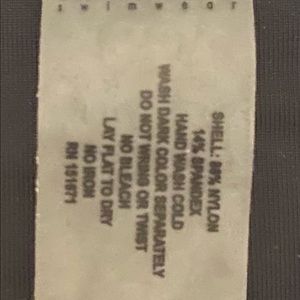 swimwear
SHELL: 86% NYLON
14% SPANDEX
HAND WASH COLD
WASH DARK COLOR SEPARATELY
DO NOT WRING OR TWIST
NO BLEACH
LAY FLAT TO DRY
NO IRON
RN 151671